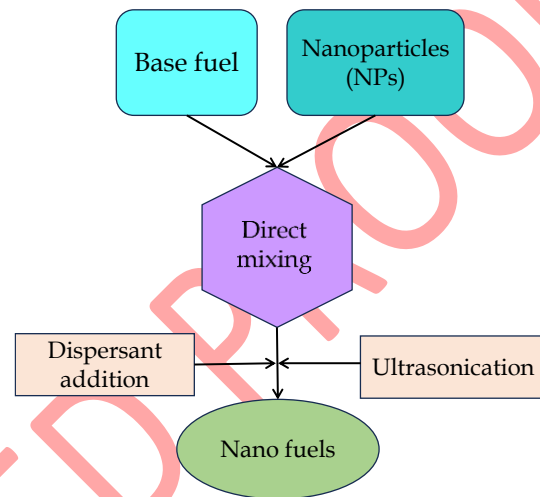 Base fuel
Nanoparticles
(NPs)
Direct
mixing
Dispersant
addition
Ultrasonication
Nano fuels